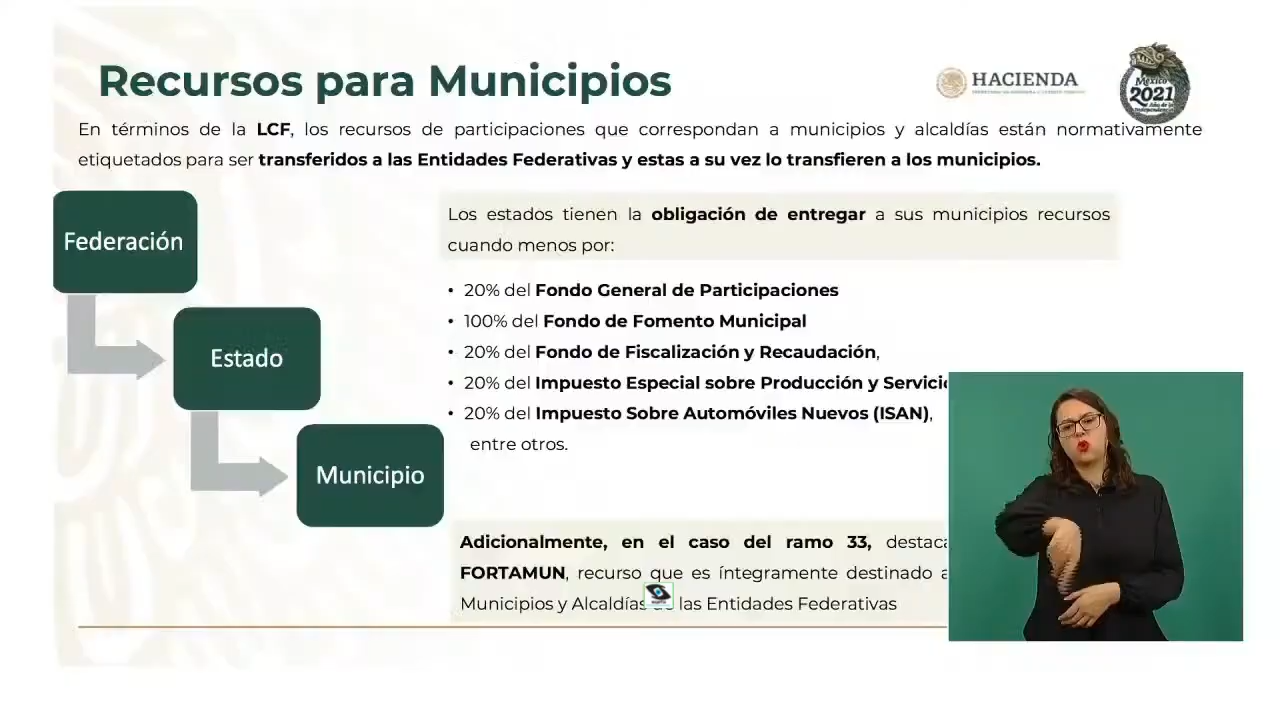 Recursos para Municipios
HACIENDA
México
2021
Año de la
Independencia
En términos de la LCF, los recursos de participaciones que correspondan a municipios y alcaldías están normativamente
etiquetados para ser transferidos a las Entidades Federativas y estas a su vez lo transfieren a los municipios.
Federación
Estado
Municipio
Los estados tienen la obligación de entregar a sus municipios recursos
cuando menos por:
• 20% del Fondo General de Participaciones
• 100% del Fondo de Fomento Municipal
• 20% del Fondo de Fiscalización y Recaudación,
• 20% del Impuesto Especial sobre Producción y Servici
• 20% del Impuesto Sobre Automóviles Nuevos (ISAN),
entre otros.
Adicionalmente, en el caso del ramo 33, destaca
FORTAMUN, recurso que es íntegramente destinado a
Municipios y Alcaldías las Entidades Federativas